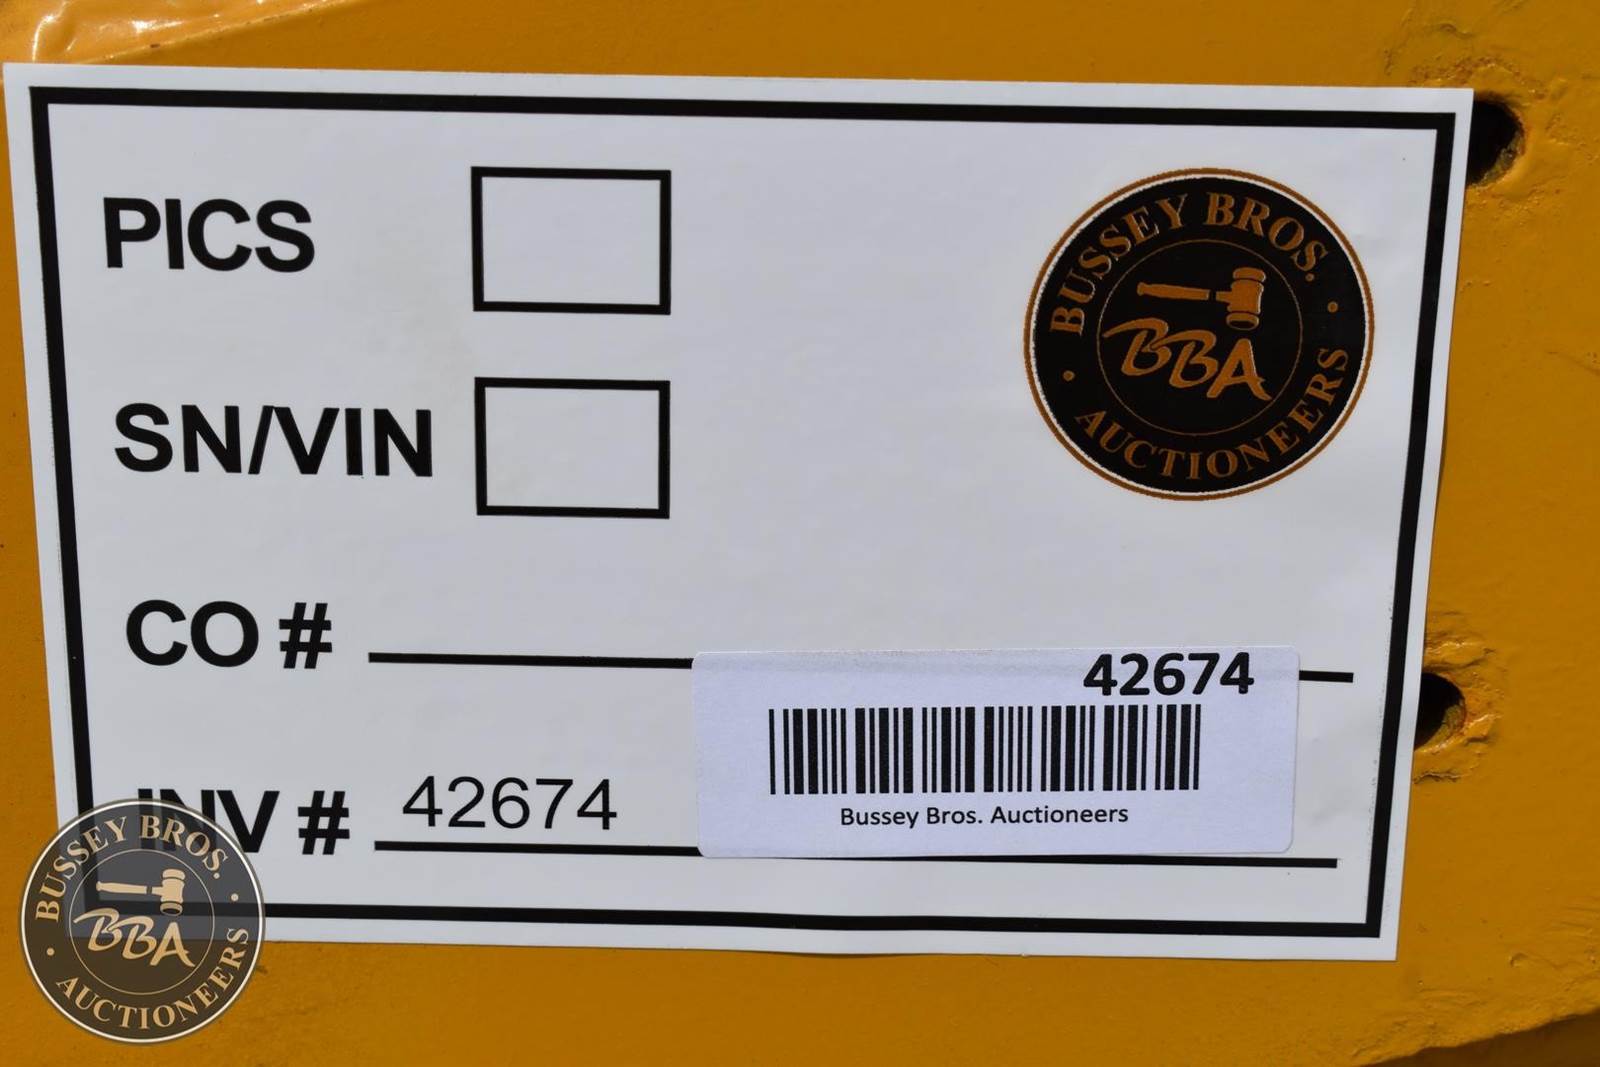 PICS
BUSSEY BROS.
BBA
AUCTIONEERS
SN/VIN
CO #
42674
INV # 42674
Bussey Bros. Auctioneers
BUSSEY BROS.
BBA
AUCTIONEERS